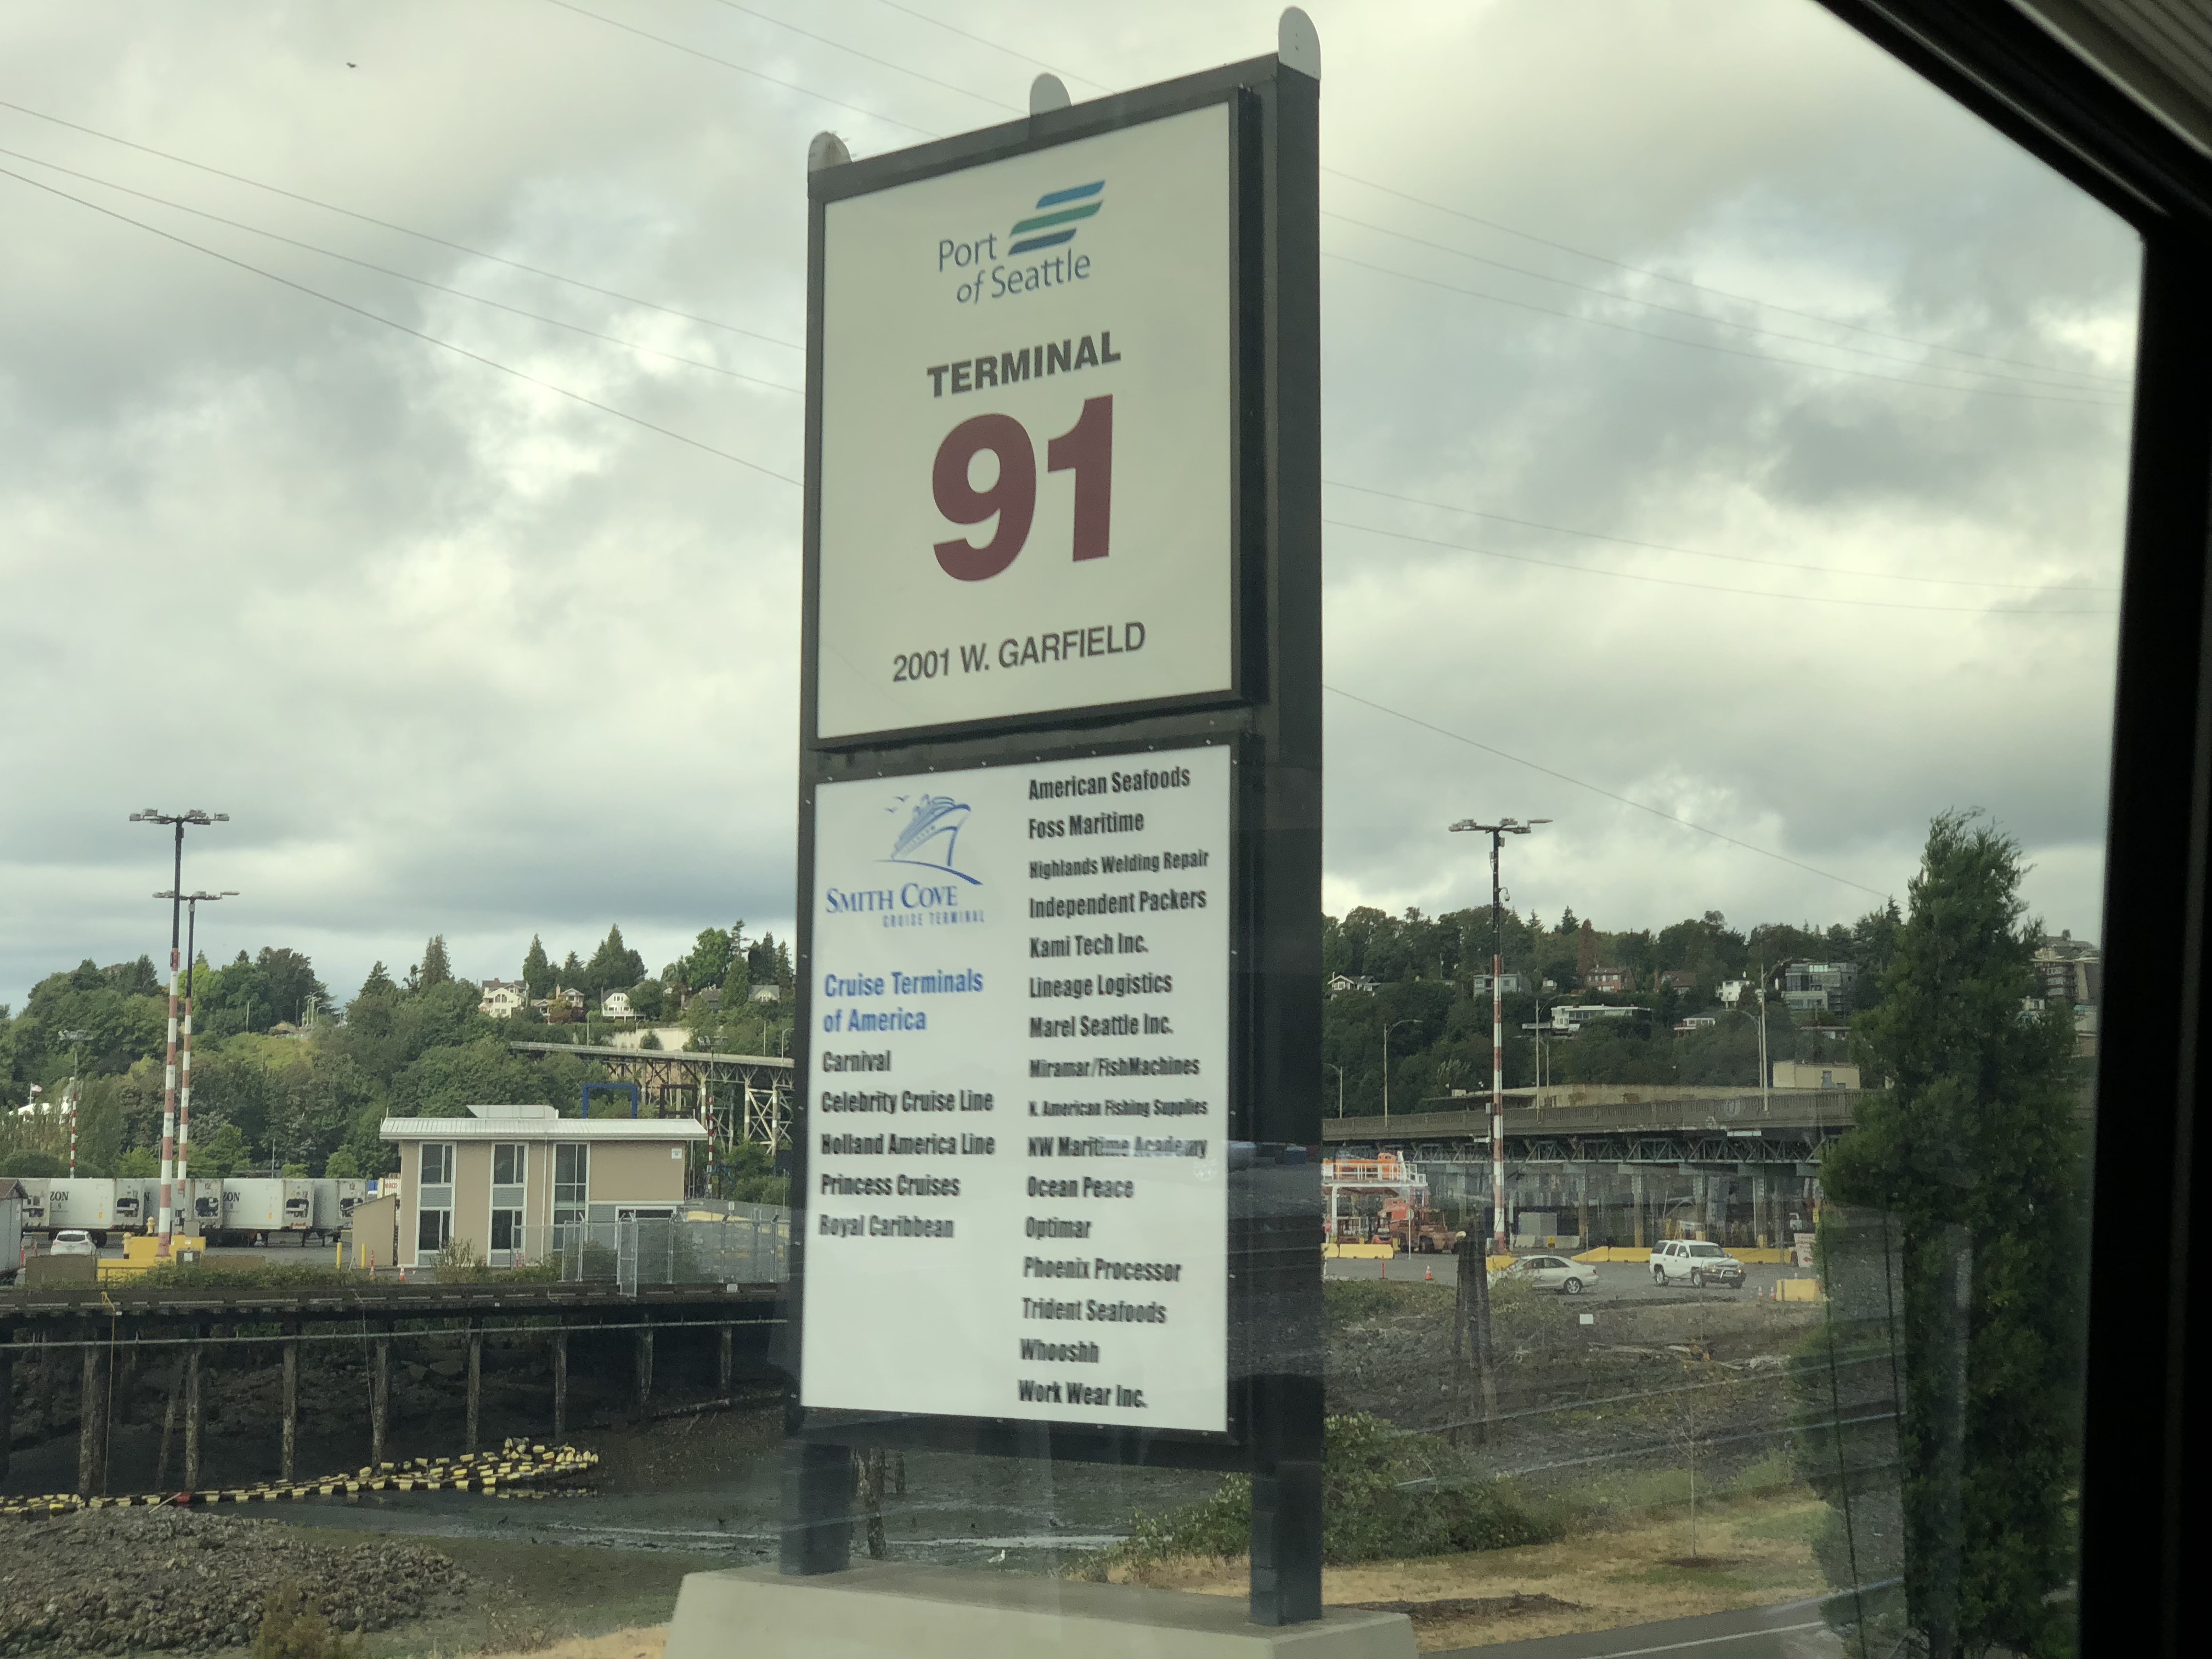 Port
of Seattle
TERMINAL
91
2001 W. GARFIELD
SMITH COVE
CRUISE TERMINAL
Cruise Terminals
of America
Carnival
Celebrity Cruise Line
Holland America Line
Princess Cruises
Royal Caribbean
American Seafoods
Foss Maritime
Highlands Welding Repair
Independent Packers
Kami Tech Inc.
Lineage Logistics
Marel Seattle Inc.
Miramar/FishMachines
N. American Fishing Supplies
NW Maritime Academy
Ocean Peace
Optimar
Phoenix Processor
Trident Seafoods
Whooshh
Work Wear Inc.
ZON
ZON